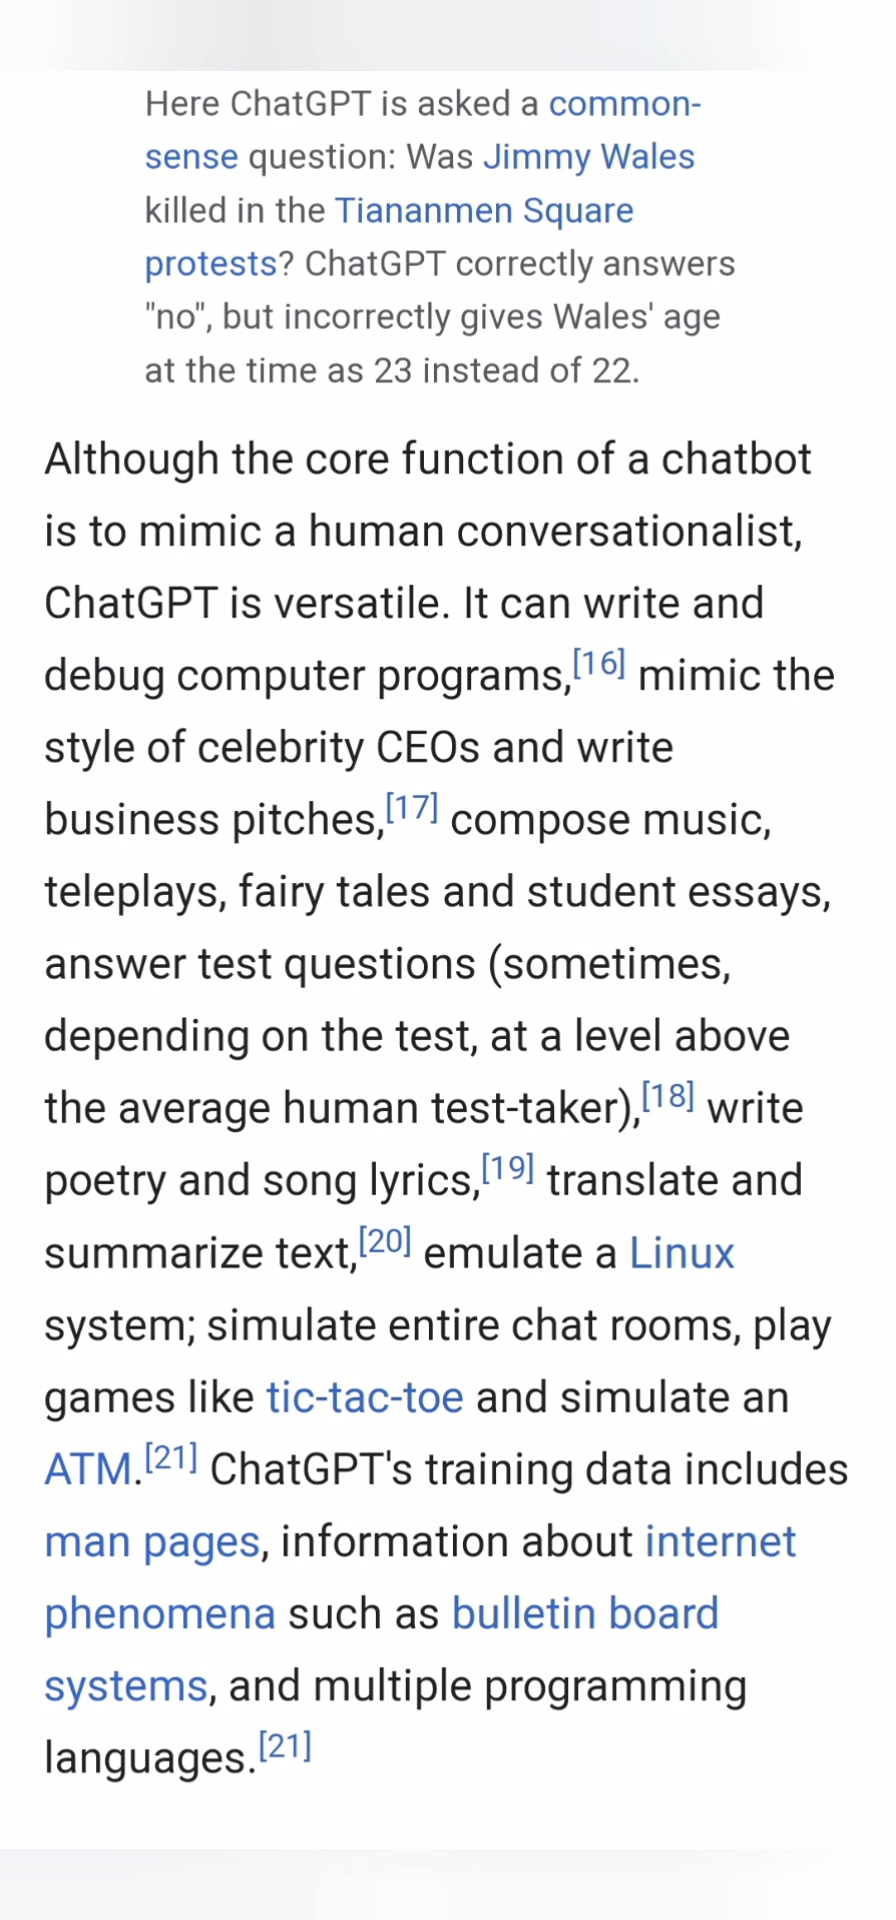 Here ChatGPT is asked a common-
sense question: Was Jimmy Wales
killed in the Tiananmen Square
protests? ChatGPT correctly answers
"no", but incorrectly gives Wales' age
at the time as 23 instead of 22.
Although the core function of a chatbot
is to mimic a human conversationalist,
ChatGPT is versatile. It can write and
debug computer programs,[16] mimic the
style of celebrity CEOs and write
business pitches,[17] compose music,
teleplays, fairy tales and student essays,
answer test questions (sometimes,
depending on the test, at a level above
the average human test-taker),[18] write
poetry and song lyrics,[19] translate and
summarize text,[20] emulate a Linux
system; simulate entire chat rooms, play
games like tic-tac-toe and simulate an
ATM.[21] ChatGPT's training data includes
man pages, information about internet
phenomena such as bulletin board
systems, and multiple programming
languages.[21]